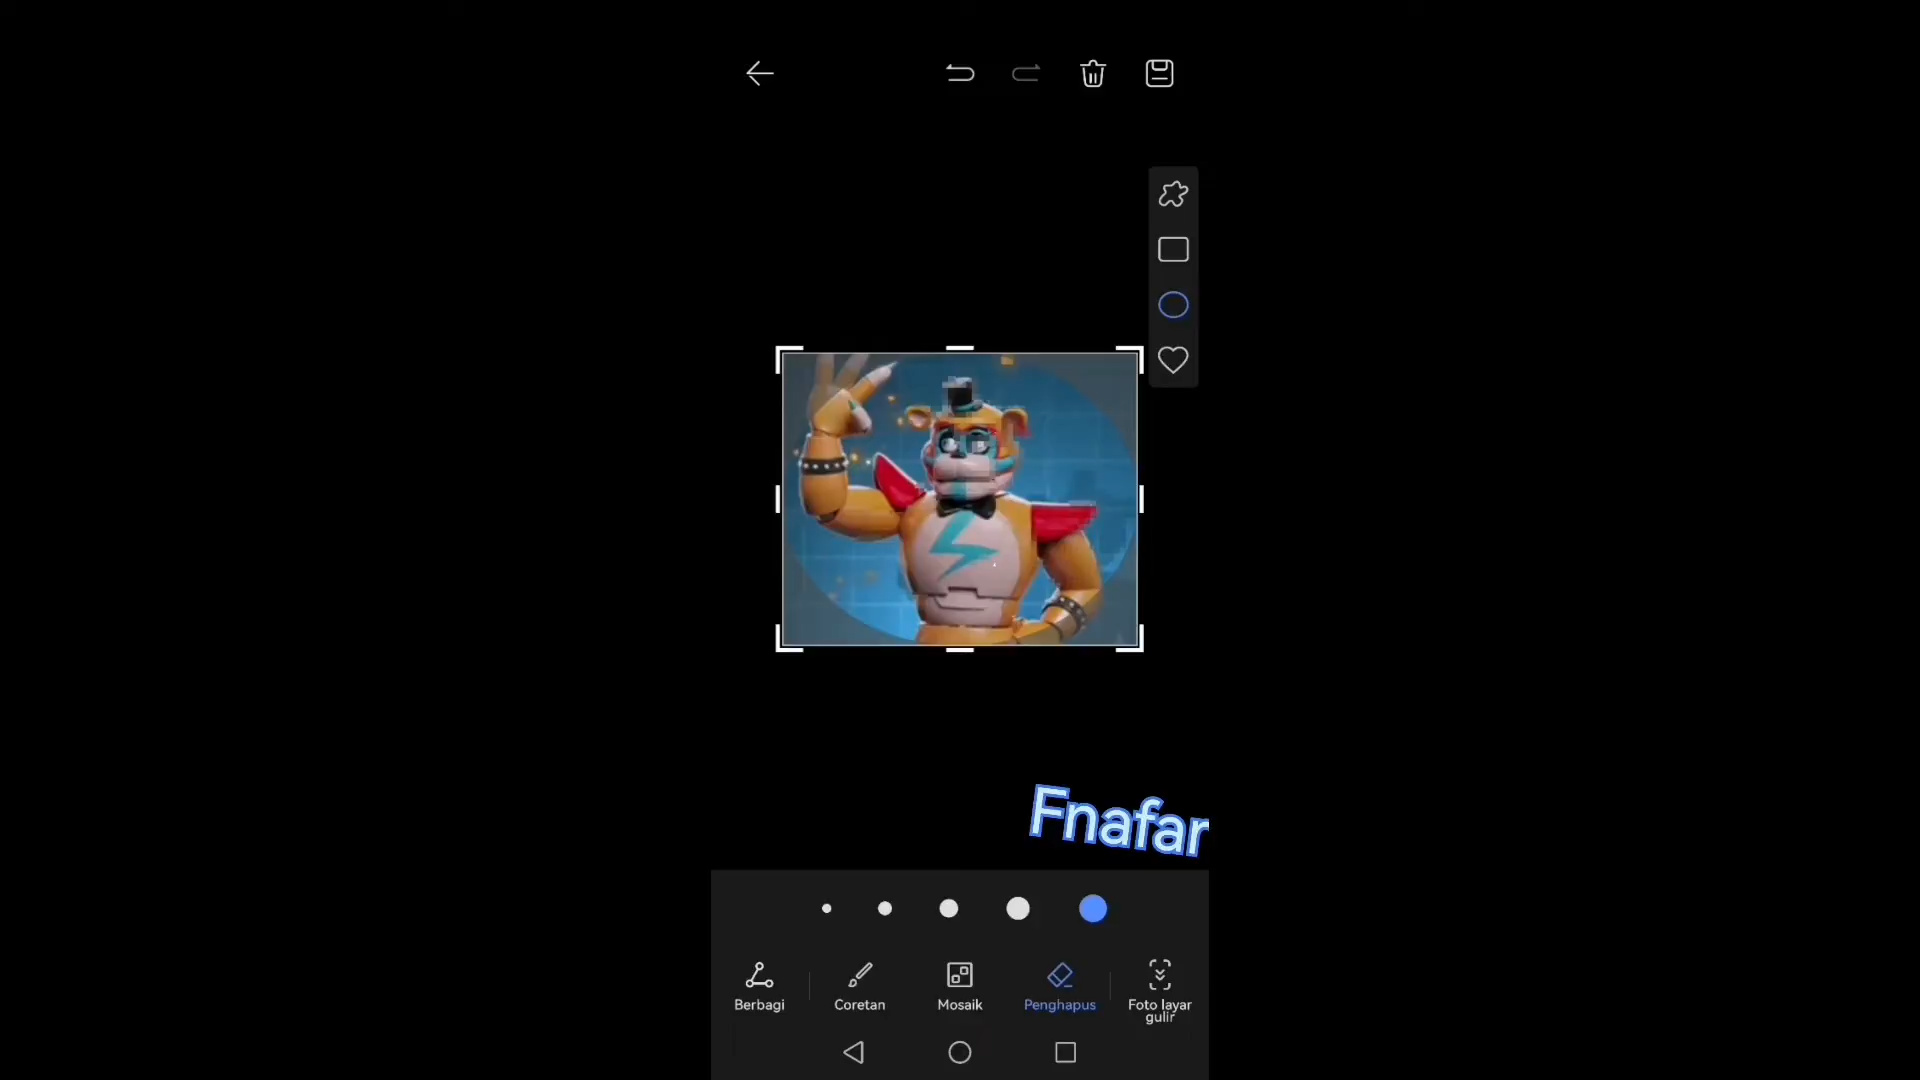 Fnafar
Berbagi
Coretan
Mosaik
Penghapus
Foto layar
gulir